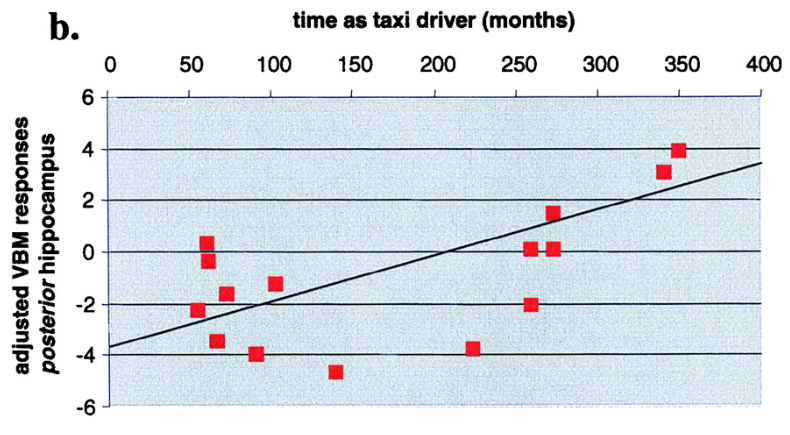 b.
time as taxi driver (months)
0 50 100 150 200 250 300 350 400
adjusted VBM responses
posterior hippocampus
6
4
2
0
-2
-4
-6